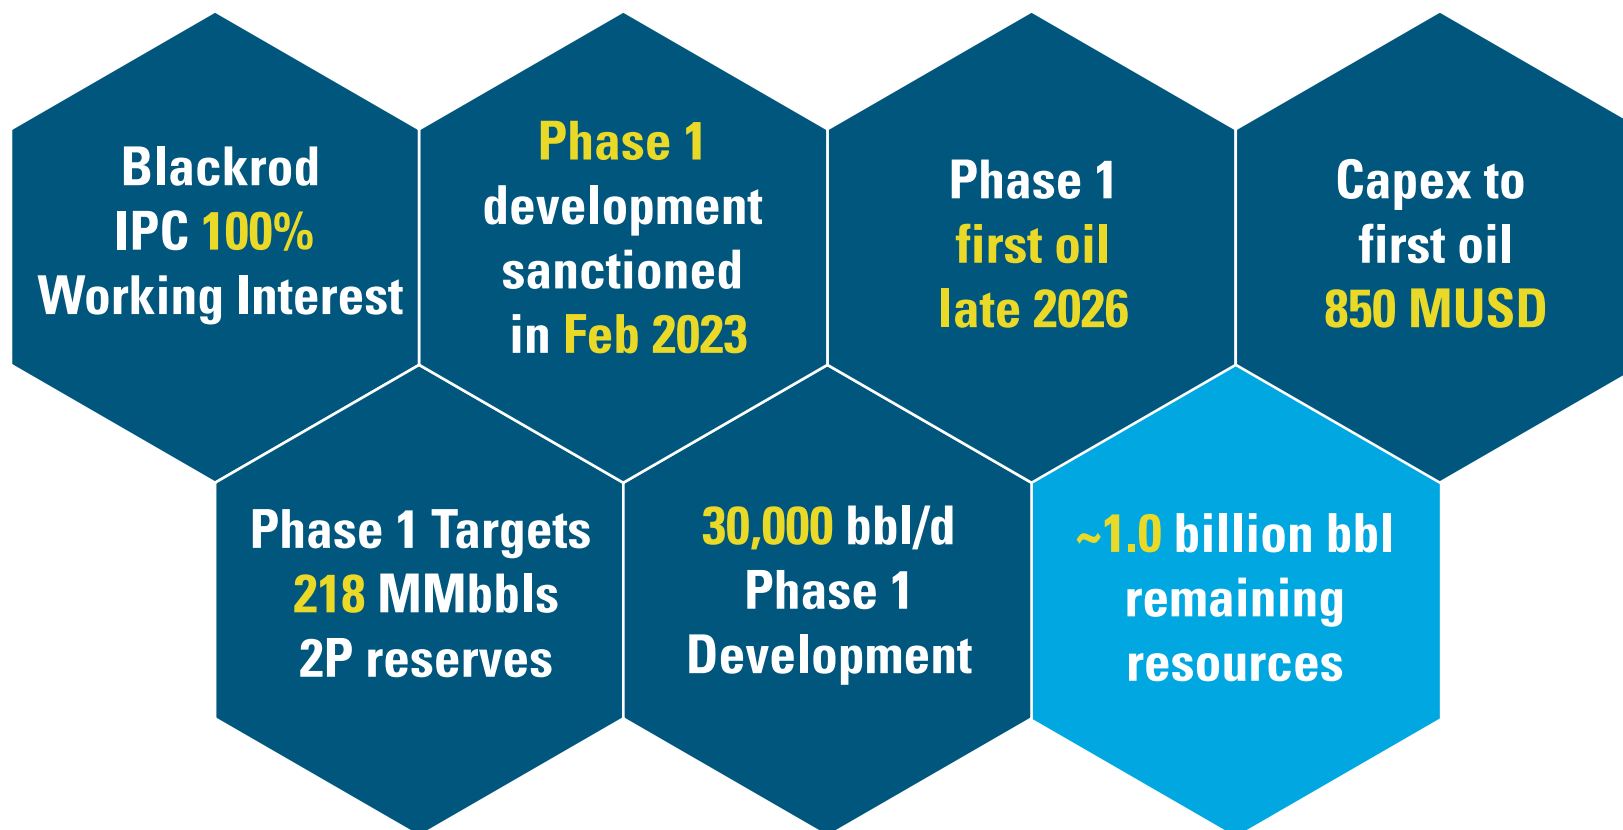 Blackrod
IPC 100%
Working Interest
Phase 1
development
sanctioned
in Feb 2023
Phase 1
first oil
late 2026
Capex to
first oil
850 MUSD
Phase 1 Targets
218 MMbbls
2P reserves
30,000 bbl/d
Phase 1
Development
~1.0 billion bbl
remaining
resources